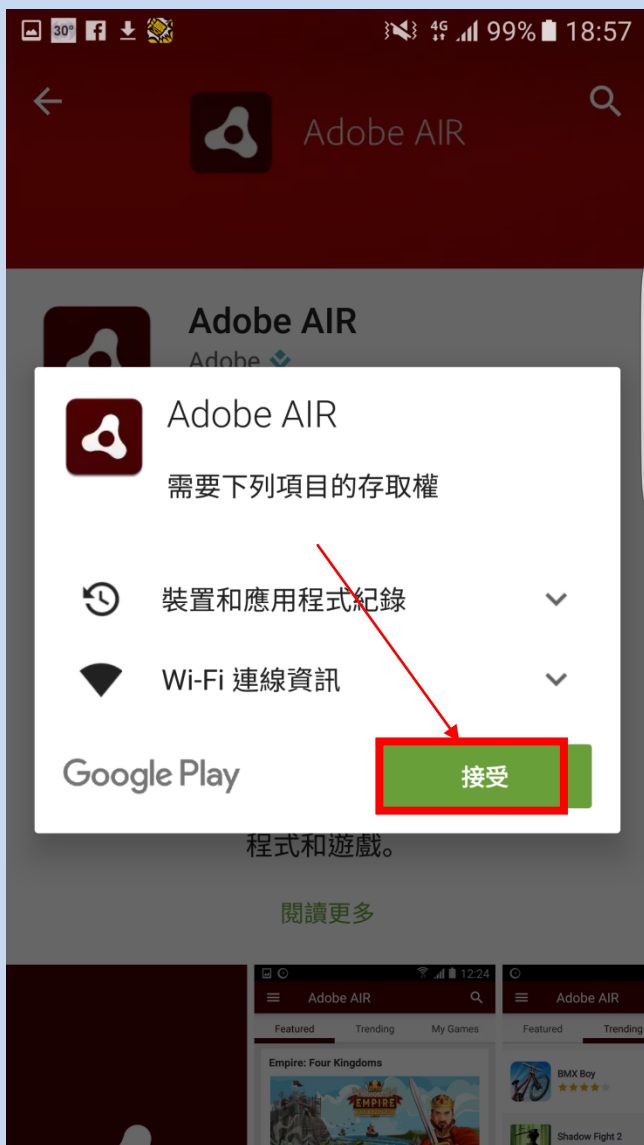 30°
4G 99% 18:57
Adobe AIR
Adobe AIR
Adobe
Adobe AIR
需要下列項目的存取權
裝置和應用程式紀錄
Wi-Fi 連線資訊
Google Play
接受
程式和遊戲。
閱讀更多
12:24
Adobe AIR
Featured Trending My Games
Empire: Four Kingdoms
EMPIRE
Adobe AIR
Featured Trending
BMX Boy
Shadow Fight 2